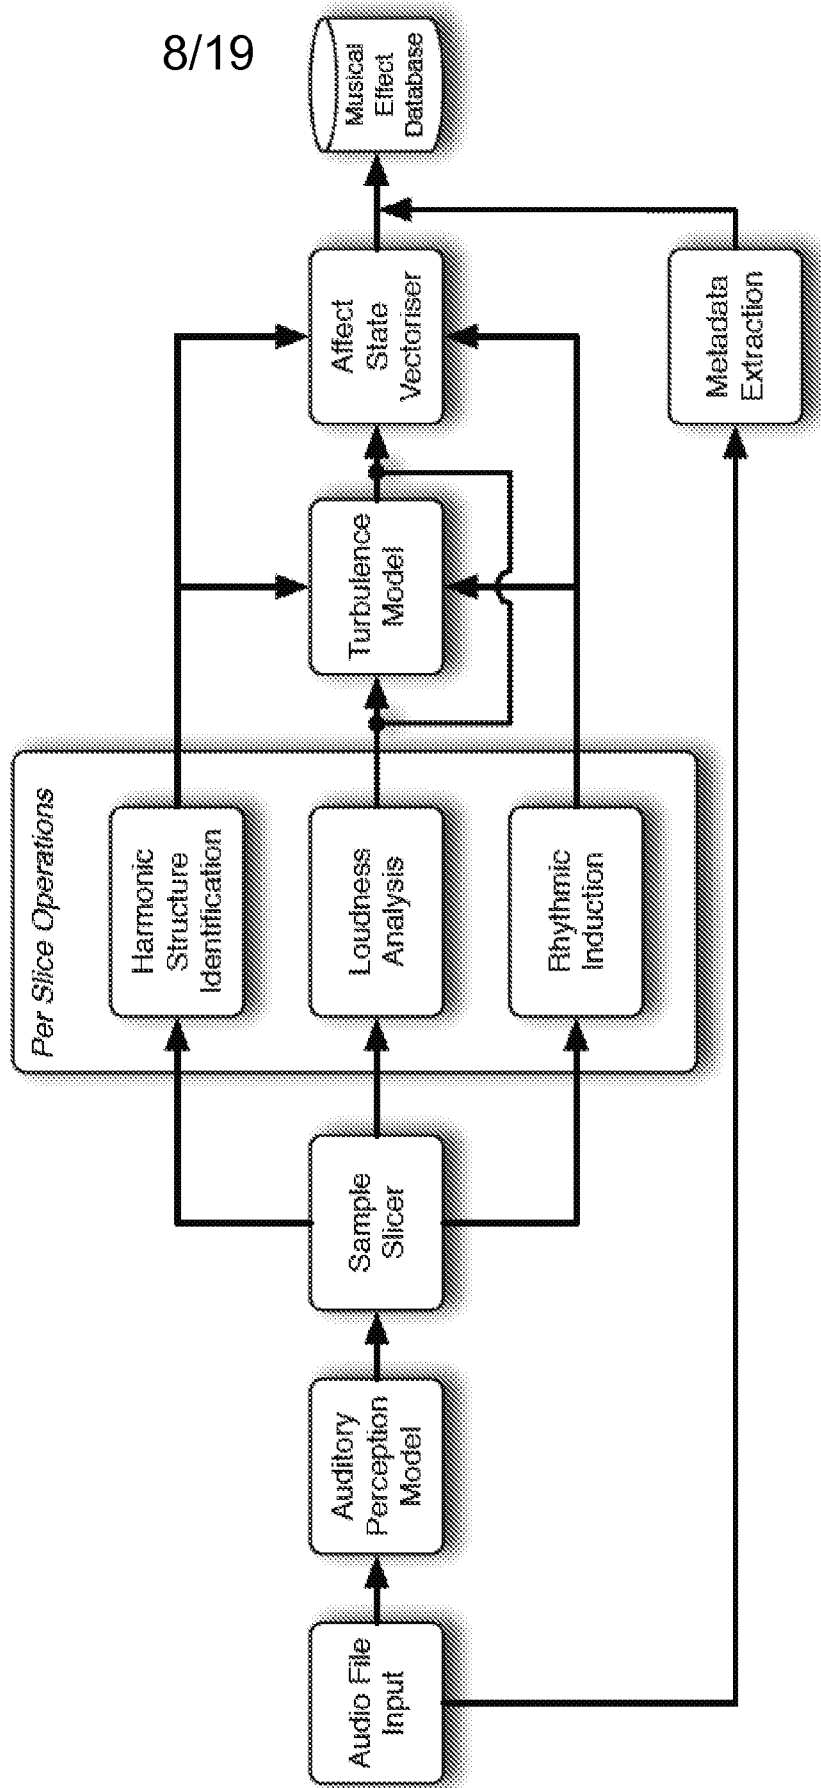 8/19
Per Slice Operations
Audio File
Input
Auditory
Perception
Model
Sample
Slicer
Harmonic
Structure
Identification
Loudness
Analysis
Rhythmic
Induction
Turbulence
Model
Affect
State
Vectoriser
Musical
Effect
Database
Metadata
Extraction